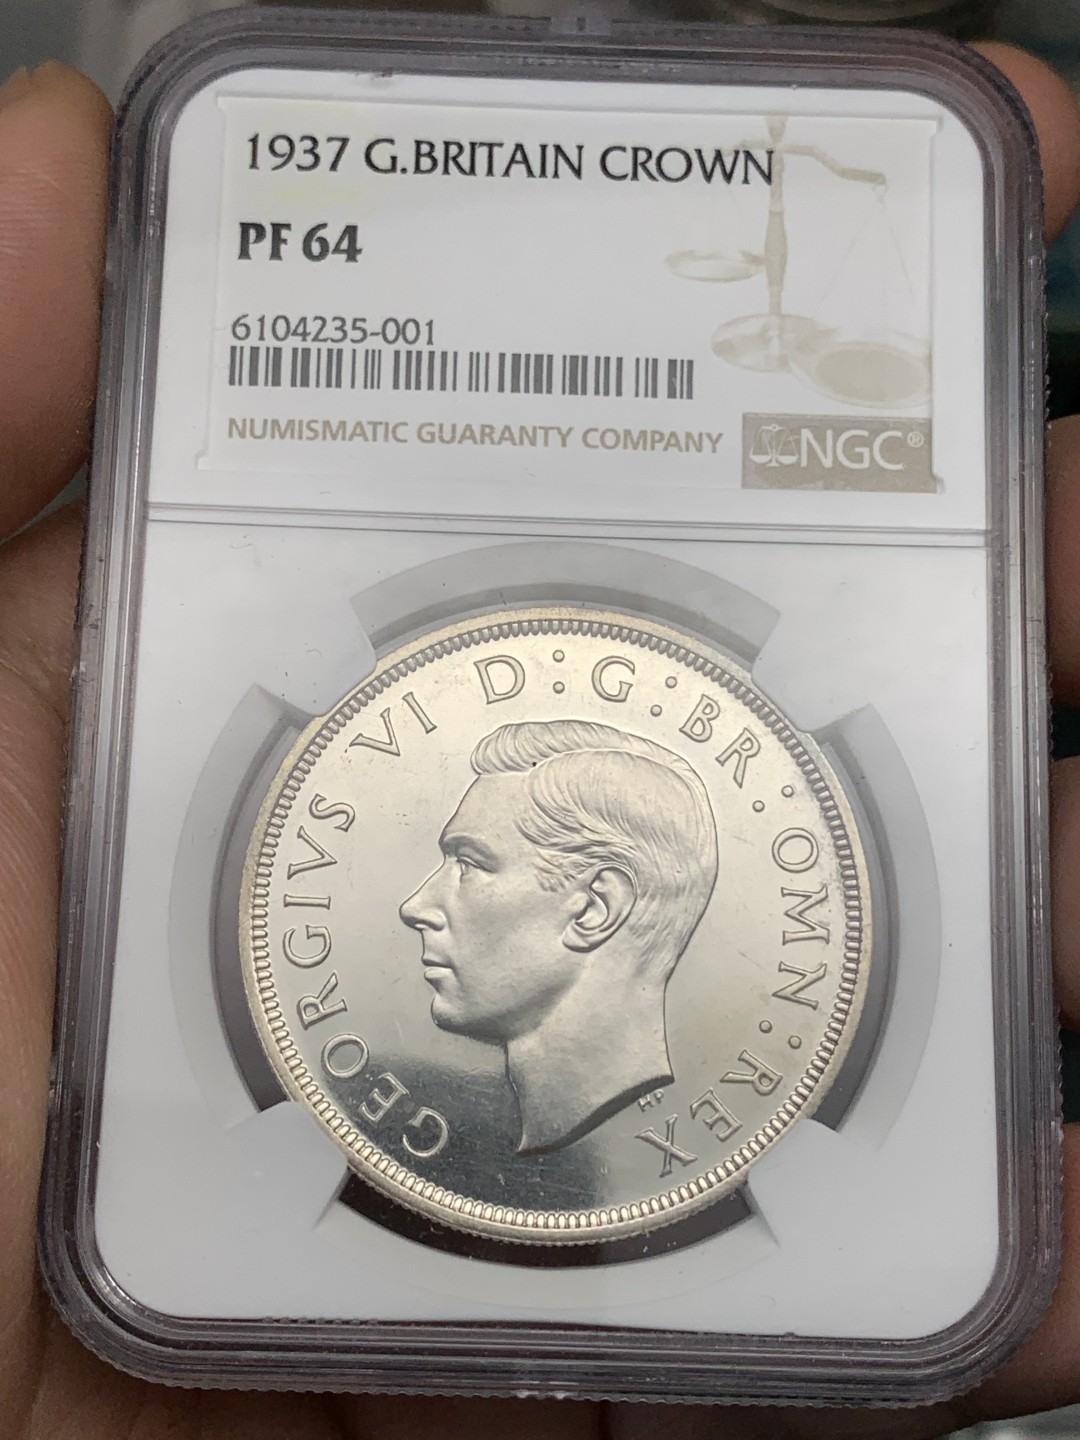 1937 G.BRITAIN CROWN
PF 64
6104235-001
NUMISMATIC GUARANTY COMPANY
NGC®
GEORGIVS VI D:G:BR:OMN:REX
HP